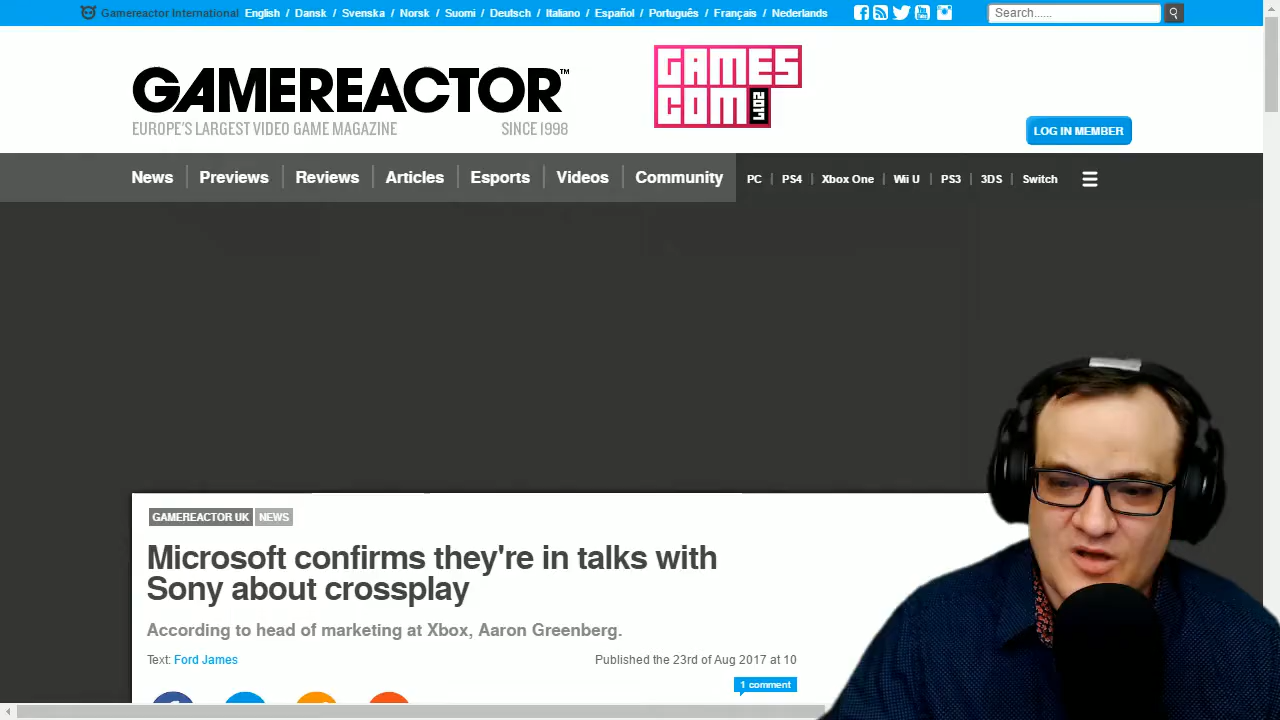 Gamereactor International English / Dansk / Svenska / Norsk / Suomi / Deutsch / Italiano / Español / Português / Français / Nederlands
Search......
GAMEREACTOR™
EUROPE'S LARGEST VIDEO GAME MAGAZINE SINCE 1998
GAMES
COM 2017
LOG IN MEMBER
News Previews Reviews Articles Esports Videos Community PC PS4 Xbox One Wii U PS3 3DS Switch
GAMEREACTOR UK NEWS
Microsoft confirms they're in talks with
Sony about crossplay
According to head of marketing at Xbox, Aaron Greenberg.
Text: Ford James Published the 23rd of Aug 2017 at 10
1 comment